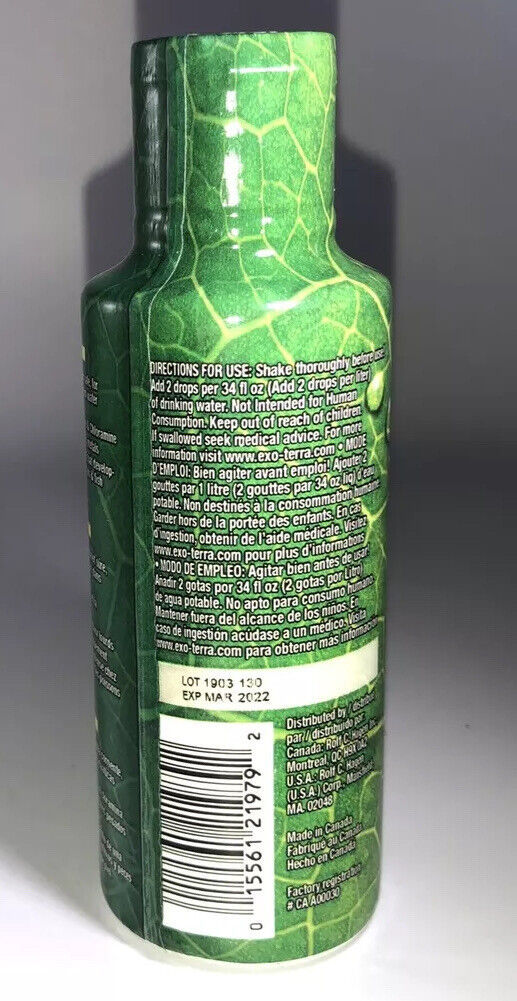 DIRECTIONS FOR USE: Shake thoroughly before use.
Add 2 drops per 34 fl oz (Add 2 drops per liter)
of drinking water. Not Intended for Human
Consumption. Keep out of reach of children.
If swallowed seek medical advice. For more
information visit www.exo-terra.com • MODE
D'EMPLOI: Bien agiter avant emploi! Ajouter 2
gouttes par 1 litre (2 gouttes par 34 oz liq) d'eau
potable. Non destinés à la consommation humaine.
Garder hors de la portée des enfants. En cas
d'ingestion, obtenir de l'aide médicale. Visitez
www.exo-terra.com pour plus d'informations
• MODO DE EMPLEO: Agitar bien antes de usar.
Añadir 2 gotas por 34 fl oz (2 gotas por Litro)
de agua potable. No apto para consumo humano.
Mantener fuera del alcance de los niños. En
caso de ingestión acúdase a un médico. Visita
www.exo-terra.com para obtener más información
LOT 1903 130
EXP MAR 2022
0 15561 21979 2
Distributed by / distribué
par / distribuido por
Canada: Rolf C. Hagen Inc.
Montreal, QC H9X
U.S.A.: Rolf C. Hagen
(U.S.A.) Corp., Mansfield
MA. 02048
Made in Canada
Fabriqué au Canada
Hecho en Canada
Factory registration
# CA A00030
Chloramine